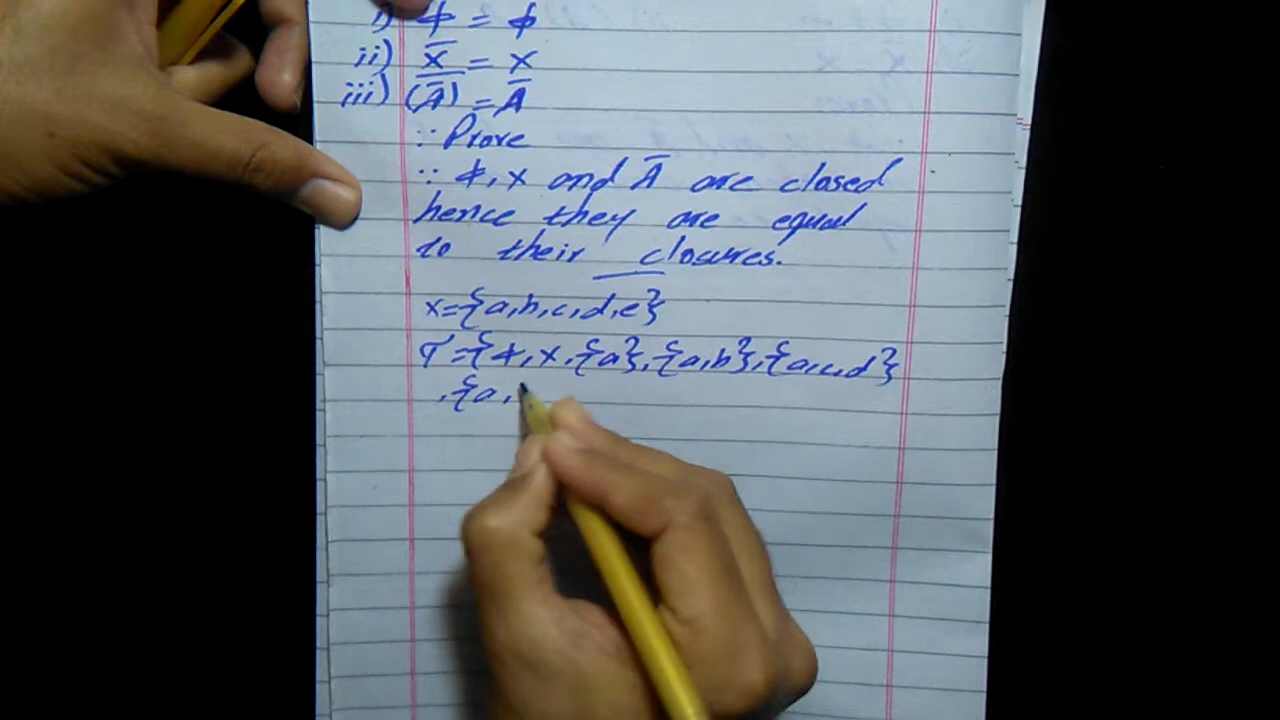 i) ϕ̅ = ϕ
ii) X̅ = X
iii) (A̅)̅ = A̅
∵ Prove
∵ ϕ, X and A̅ are closed
hence they are equal
to their closures.
X={a,b,c,d,e}
τ={ϕ,X,{a},{a,b},{a,c,d}
,{a,